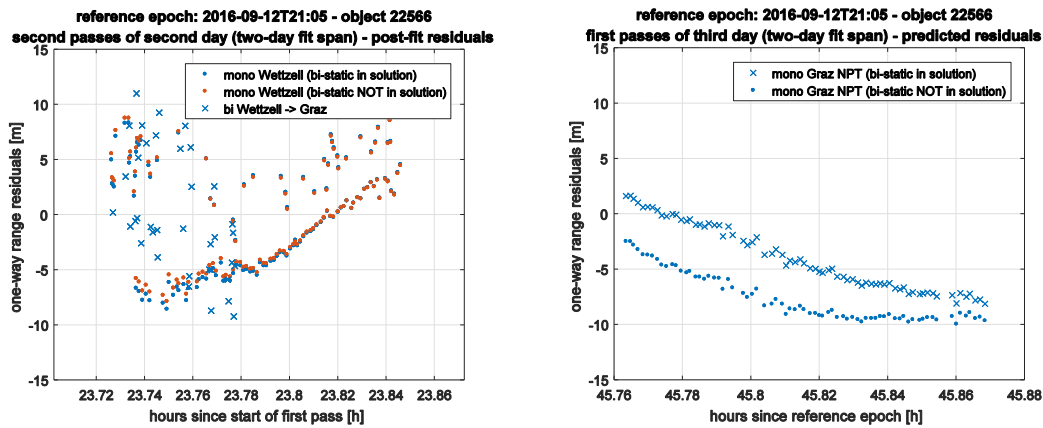 reference epoch: 2016-09-12T21:05 - object 22566
second passes of second day (two-day fit span) - post-fit residuals
15
10
5
0
-5
-10
-15
one-way range residuals [m]
mono Wettzell (bi-static in solution)
mono Wettzell (bi-static NOT in solution)
bi Wettzell -> Graz
23.72 23.74 23.76 23.78 23.8 23.82 23.84 23.86
hours since start of first pass [h]
reference epoch: 2016-09-12T21:05 - object 22566
first passes of third day (two-day fit span) - predicted residuals
15
10
5
0
-5
-10
-15
one-way range residuals [m]
mono Graz NPT (bi-static in solution)
mono Graz NPT (bi-static NOT in solution)
45.76 45.78 45.8 45.82 45.84 45.86 45.88
hours since reference epoch [h]